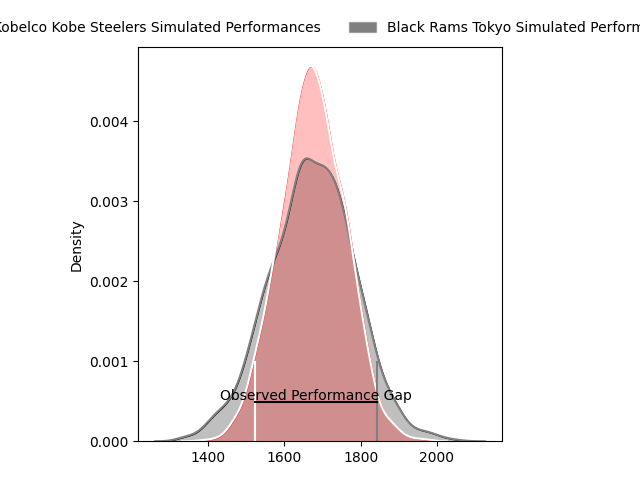 Kobelco Kobe Steelers Simulated Performances
Black Rams Tokyo Simulated Perform
0.004
0.003
0.002
0.001
0.000
Density
Observed Performance Gap
1400 1600 1800 2000